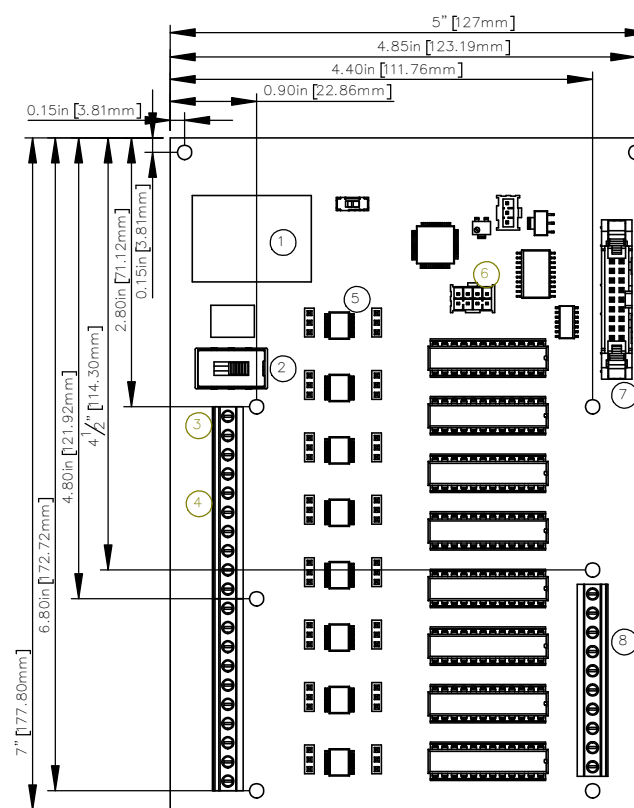 5" [127mm]
4.85in [123.19mm]
4.40in [111.76mm]
0.90in [22.86mm]
0.15in [3.81mm]
0.15in [3.81mm]
2.80in [71.12mm]
4 1/2" [114.30mm]
4.80in [121.92mm]
6.80in [172.72mm]
7" [177.80mm]
1
2
3
4
5
6
7
8